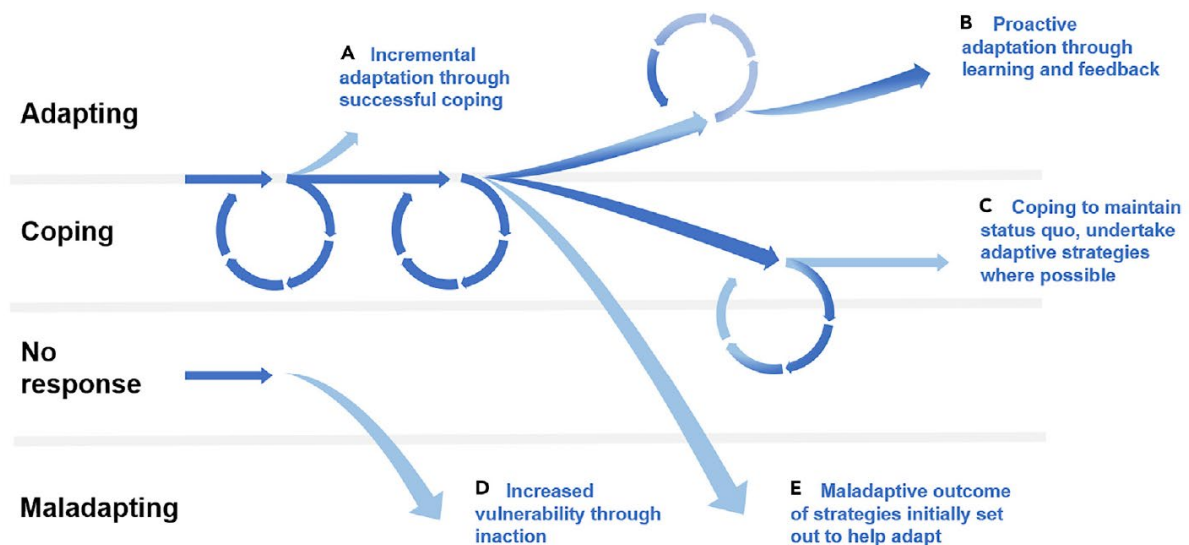 A Incremental
adaptation through
successful coping
B Proactive
adaptation through
learning and feedback
Adapting
Coping
C Coping to maintain
status quo, undertake
adaptive strategies
where possible
No
response
Maladapting
D Increased
vulnerability through
inaction
E Maladaptive outcome
of strategies initially set
out to help adapt